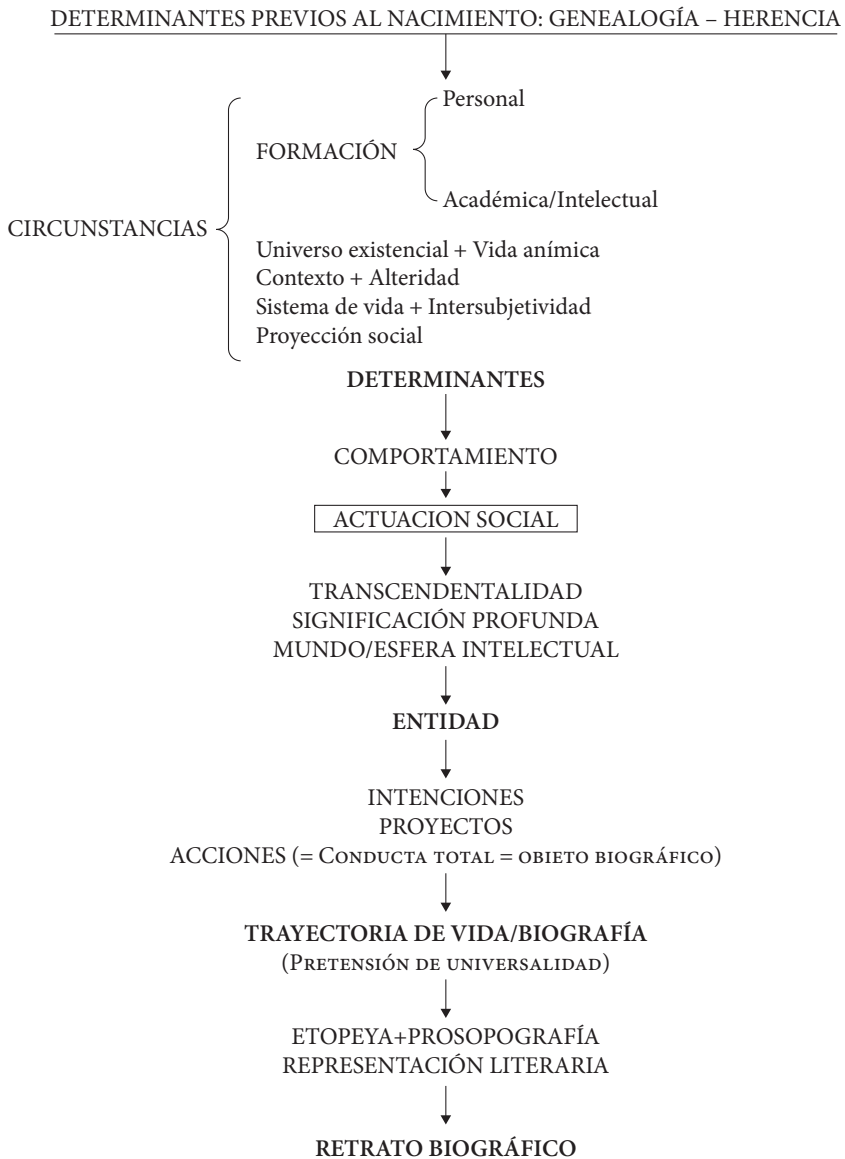 DETERMINANTES PREVIOS AL NACIMIENTO: GENEALOGÍA – HERENCIA
Personal
FORMACIÓN
Académica/Intelectual
CIRCUNSTANCIAS
Universo existencial + Vida anímica
Contexto + Alteridad
Sistema de vida + Intersubjetividad
Proyección social
DETERMINANTES
COMPORTAMIENTO
ACTUACION SOCIAL
TRANSCENDENTALIDAD
SIGNIFICACIÓN PROFUNDA
MUNDO/ESFERA INTELECTUAL
ENTIDAD
INTENCIONES
PROYECTOS
ACCIONES (= Conducta total = obieto biográfico)
TRAYECTORIA DE VIDA/BIOGRAFÍA
(Pretensión de universalidad)
ETOPEYA+PROSOPOGRAFÍA
REPRESENTACIÓN LITERARIA
RETRATO BIOGRÁFICO